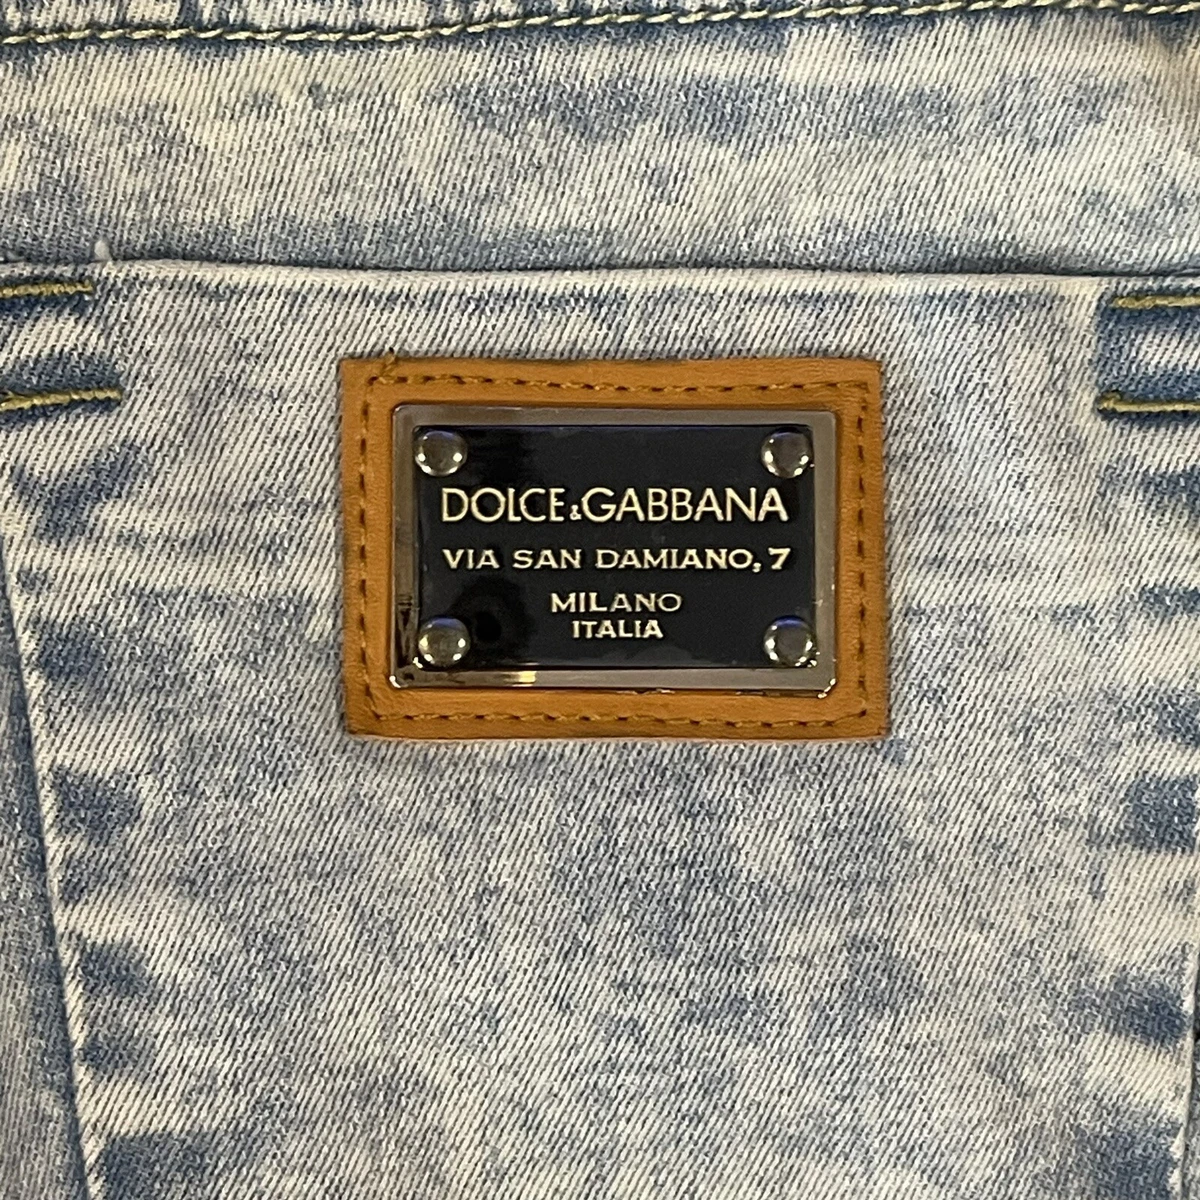 DOLCE&GABBANA
VIA SAN DAMIANO, 7
MILANO
ITALIA